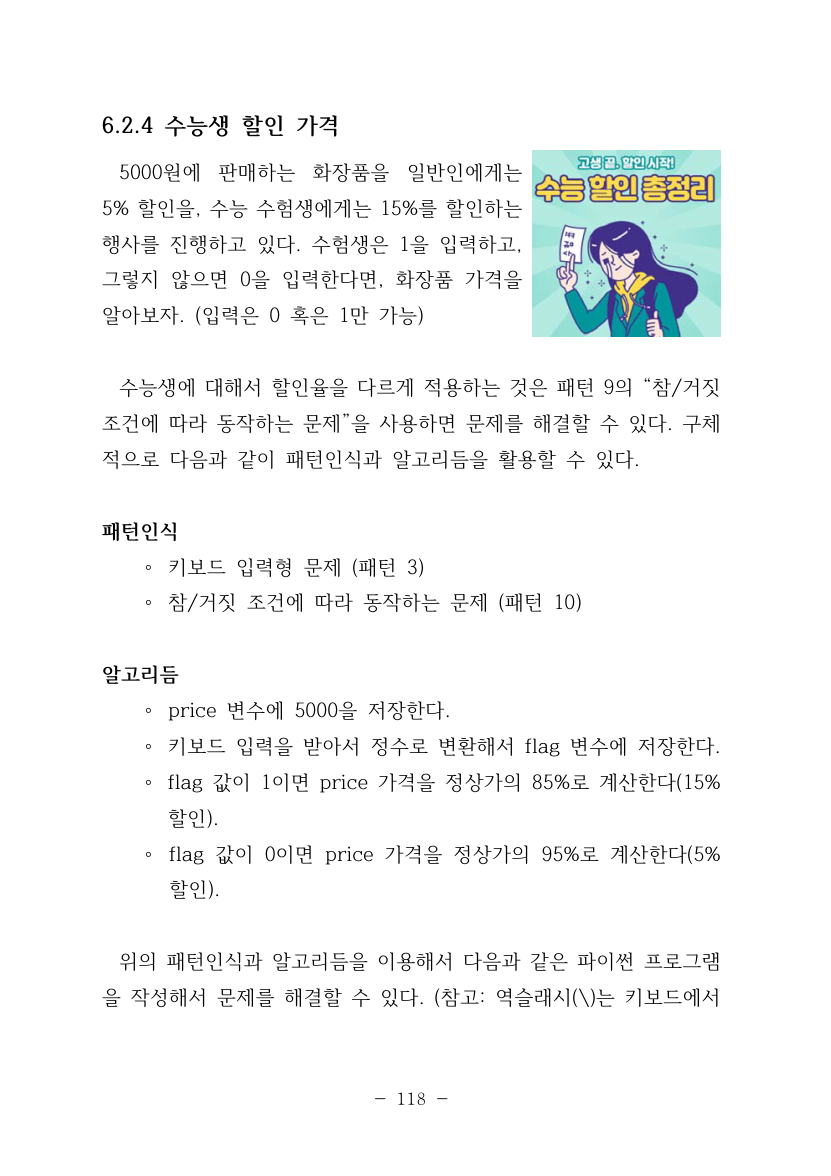 6.2.4 수능생 할인 가격
5000원에 판매하는 화장품을 일반인에게는
5% 할인을, 수능 수험생에게는 15%를 할인하는
행사를 진행하고 있다. 수험생은 1을 입력하고,
그렇지 않으면 0을 입력한다면, 화장품 가격을
알아보자. (입력은 0 혹은 1만 가능)
고생 끝, 할인 시작!
수능 할인 총정리
수능생에 대해서 할인율을 다르게 적용하는 것은 패턴 9의 “참/거짓
조건에 따라 동작하는 문제”을 사용하면 문제를 해결할 수 있다. 구체
적으로 다음과 같이 패턴인식과 알고리듬을 활용할 수 있다.
패턴인식
◦ 키보드 입력형 문제 (패턴 3)
◦ 참/거짓 조건에 따라 동작하는 문제 (패턴 10)
알고리듬
◦ price 변수에 5000을 저장한다.
◦ 키보드 입력을 받아서 정수로 변환해서 flag 변수에 저장한다.
◦ flag 값이 1이면 price 가격을 정상가의 85%로 계산한다(15%
할인).
◦ flag 값이 0이면 price 가격을 정상가의 95%로 계산한다(5%
할인).
위의 패턴인식과 알고리듬을 이용해서 다음과 같은 파이썬 프로그램
을 작성해서 문제를 해결할 수 있다. (참고: 역슬래시(\)는 키보드에서
- 118 -